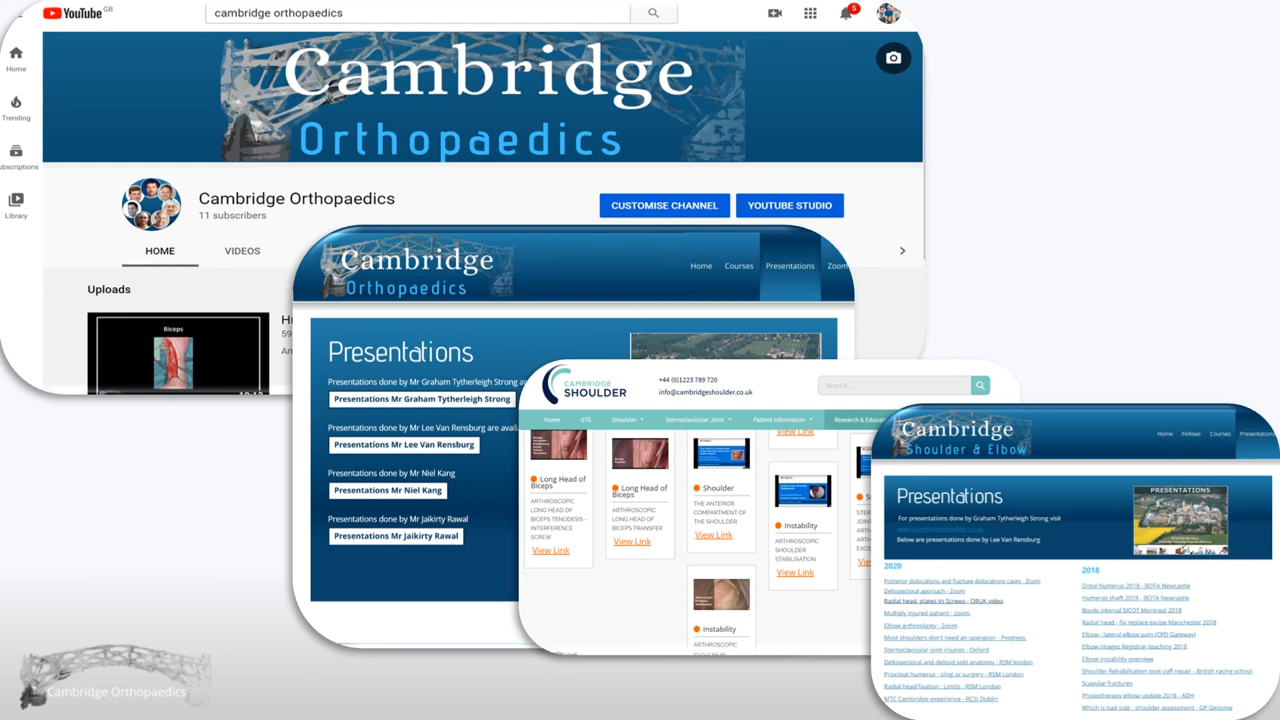 YouTube GB
cambridge orthopaedics
5
Home
Trending
ubscriptions
Library
Cambridge
Orthopaedics
Cambridge Orthopaedics
11 subscribers
CUSTOMISE CHANNEL
YOUTUBE STUDIO
HOME
VIDEOS
Uploads
Biceps
59
Cambridge
Orthopaedics
Home
Courses
Presentations
Zoom
Presentations
Presentations done by Mr Graham Tytherleigh Strong
Presentations Mr Graham Tytherleigh Strong
Presentations done by Mr Lee Van Rensburg are avail
Presentations Mr Lee Van Rensburg
Presentations done by Mr Niel Kang
Presentations Mr Niel Kang
Presentations done by Mr Jaikirty Rawal
Presentations Mr Jaikirty Rawal
CAMBRIDGE
SHOULDER
+44 (0)1223 789 720
info@cambridgeshoulder.co.uk
Search...
Home
GTS
Shoulder
Sternoclavicular Joint
Patient Information
Research & Educat
Long Head of
Biceps
ARTHROSCOPIC
LONG HEAD OF
BICEPS TENODESIS -
INTERFERENCE
SCREW
View Link
Long Head of
Biceps
ARTHROSCOPIC
LONG HEAD OF
BICEPS TRANSFER
View Link
Shoulder
THE ANTERIOR
COMPARTMENT OF
THE SHOULDER
View Link
Instability
ARTHROSCOPIC
View Link
Instability
ARTHROSCOPIC
SHOULDER
STABILISATION
View Link
Cambridge
Shoulder & Elbow
Home
Fellows
Courses
Presentation
Presentations
For presentations done by Graham Tytherleigh Strong visit
www.cambridgeshoulder.co.uk
Below are presentations done by Lee Van Rensburg
PRESENTATIONS
2020
Posterior dislocations and fracture dislocations cases - Zoom
Deltopectoral approach - Zoom
Radial head, plates Vs Screws - ORUK video
Multiply injured patient - zoom
Elbow arthroplasty - Zoom
Most shoulders don't need an operation - Progress
Sternoclavicular joint injuries - Oxford
Deltopectoral and deltoid split anatomy - RSM london
Proximal humerus - sling or surgery - RSM London
Radial head fixation - Limits - RSM London
MTC Cambridge experience - RCSI Dublin
2018
Distal humerus 2018 - BOTA Newcastle
Humerus shaft 2018 - BOTA Newcastle
Boyds interval SICOT Montreal 2018
Radial head - fix replace excise Manchester 2018
Elbow - lateral elbow pain (CPD Gateway)
Elbow images Registrar teaching 2018
Elbow instability overview
Shoulder Rehabilitation post cuff repair - British racing school
Scapular fractures
Physiotherapy elbow update 2018 - ADH
Which is bad side - shoulder assessment - GP Genome
Cambridge Orthopaedics